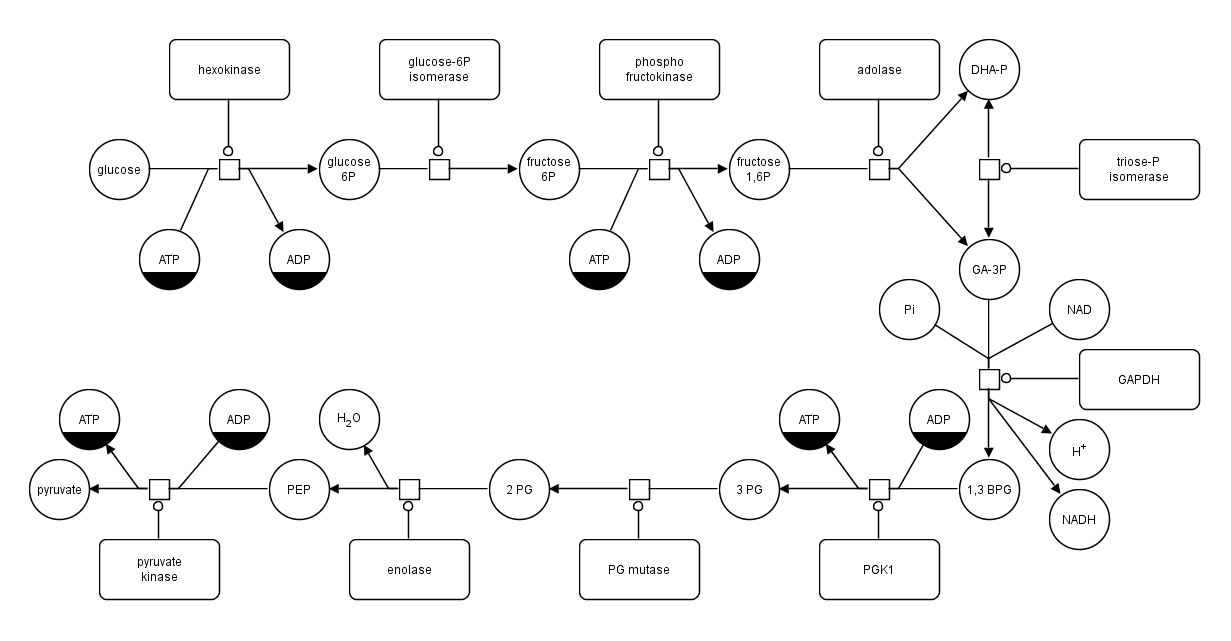 hexokinase
glucose-6P
isomerase
phospho
fructokinase
adolase
DHA-P
glucose
glucose
6P
fructose
6P
fructose
1,6P
triose-P
isomerase
ATP
ADP
ATP
ADP
GA-3P
Pi
NAD
GAPDH
ATP
ADP
H₂O
ATP
ADP
H⁺
pyruvate
PEP
2 PG
3 PG
1,3 BPG
NADH
pyruvate
kinase
enolase
PG mutase
PGK1